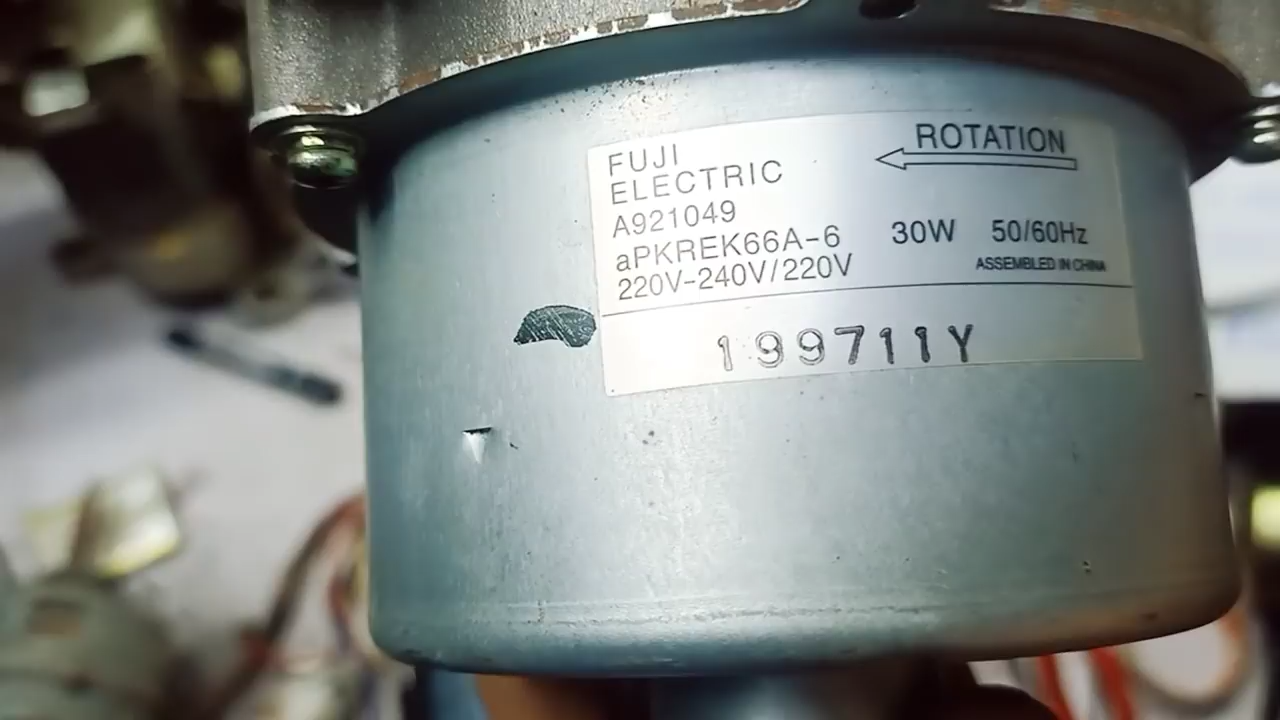 FUJI
ELECTRIC
ROTATION
A921049
aPKREK66A-6 30W 50/60Hz
220V-240V/220V ASSEMBLED IN CHINA
199711Y